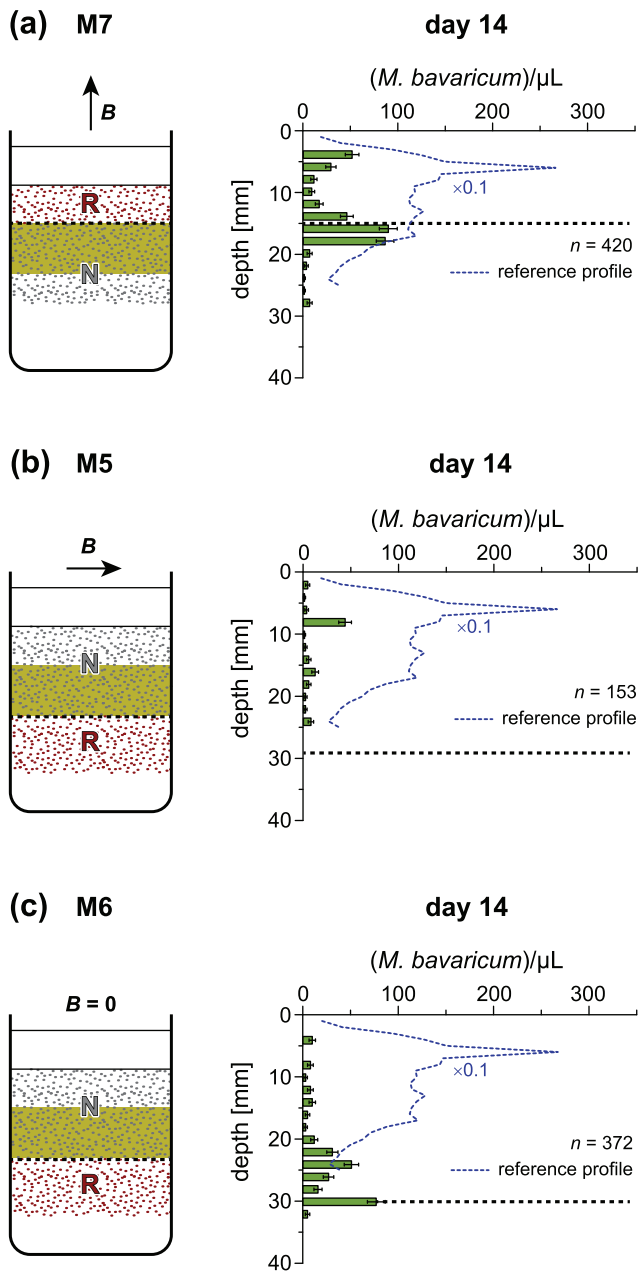 (a) M7 day 14
B
(M. bavaricum)/µL
0 100 200 300
R
N
depth [mm]
0
10
20
30
40
×0.1
n = 420
reference profile
(b) M5 day 14
B
(M. bavaricum)/µL
0 100 200 300
N
R
depth [mm]
0
10
20
30
40
×0.1
n = 153
reference profile
(c) M6 day 14
B = 0
(M. bavaricum)/µL
0 100 200 300
N
R
depth [mm]
0
10
20
30
40
×0.1
n = 372
reference profile